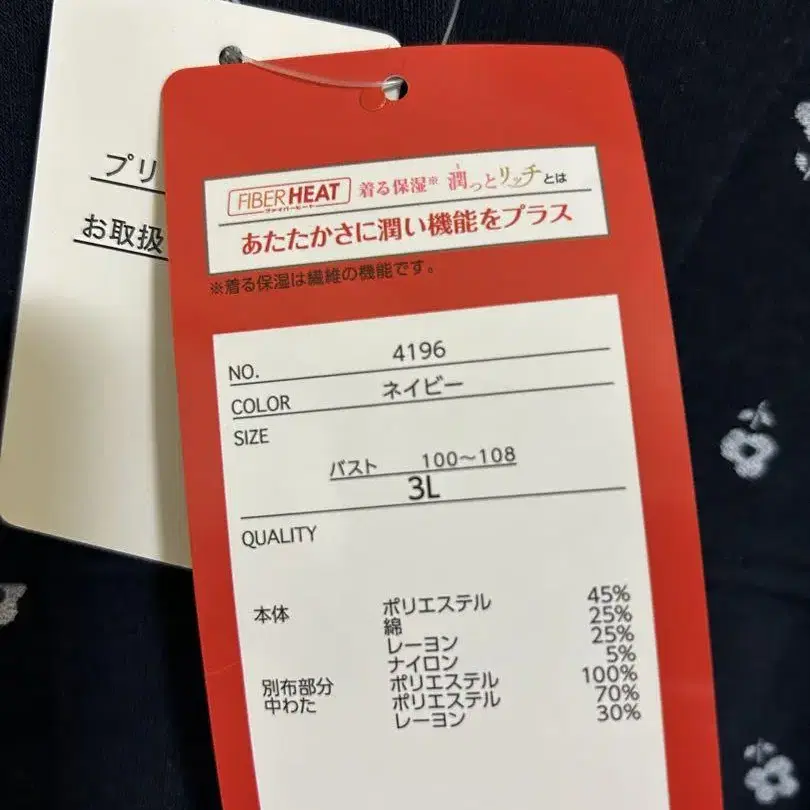 プリ
お取扱
FIBER HEAT 着る保湿※ 潤っとリッチとは
ファイバーヒート
あたたかさに潤い機能をプラス
※着る保湿は繊維の機能です。
NO. 4196
COLOR ネイビー
SIZE
バスト 100〜108
3L
QUALITY
本体 ポリエステル 45%
綿 25%
レーヨン 25%
ナイロン 5%
別布部分 ポリエステル 100%
中わた ポリエステル 70%
レーヨン 30%